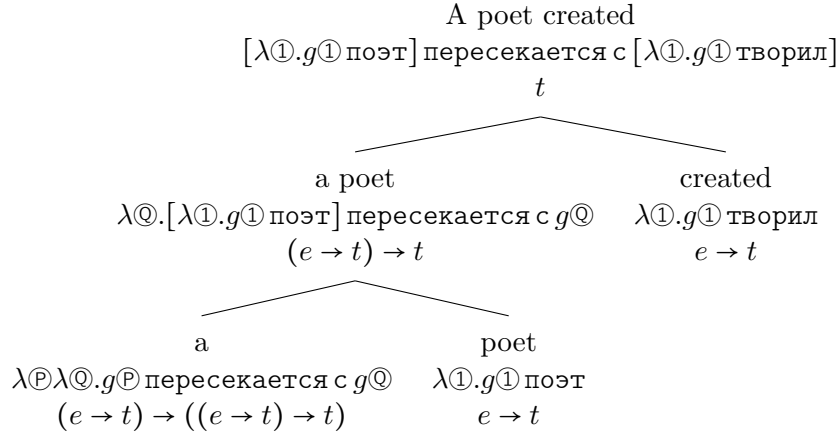 A poet created
[λ①.g① поэт] пересекается с [λ①.g① творил]
t
a poet
λⓆ.[λ①.g① поэт] пересекается с gⓆ
(e → t) → t
created
λ①.g① творил
e → t
a
λⓅλⓆ.gⓅ пересекается с gⓆ
(e → t) → ((e → t) → t)
poet
λ①.g① поэт
e → t